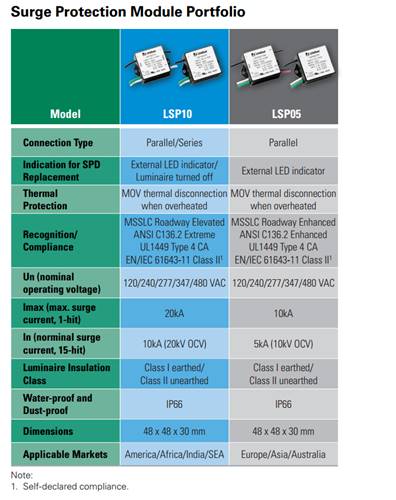 Surge Protection Module Portfolio
Model LSP10 LSP05
Connection Type Parallel/Series Parallel
Indication for SPD Replacement External LED indicator/ Luminaire turned off External LED indicator
Thermal Protection MOV thermal disconnection when overheated MOV thermal disconnection when overheated
Recognition/ Compliance MSSLC Roadway Elevated ANSI C136.2 Extreme UL1449 Type 4 CA EN/IEC 61643-11 Class II¹ MSSLC Roadway Enhanced ANSI C136.2 Enhanced UL1449 Type 4 CA EN/IEC 61643-11 Class II¹
Un (nominal operating voltage) 120/240/277/347/480 VAC 120/240/277/347/480 VAC
Imax (max. surge current, 1-hit) 20kA 10kA
In (norminal surge current, 15-hit) 10kA (20kV OCV) 5kA (10kV OCV)
Luminaire Insulation Class Class I earthed/ Class II unearthed Class I earthed/ Class II unearthed
Water-proof and Dust-proof IP66 IP66
Dimensions 48 x 48 x 30 mm 48 x 48 x 30 mm
Applicable Markets America/Africa/India/SEA Europe/Asia/Australia
Note:
1. Self-declared compliance.